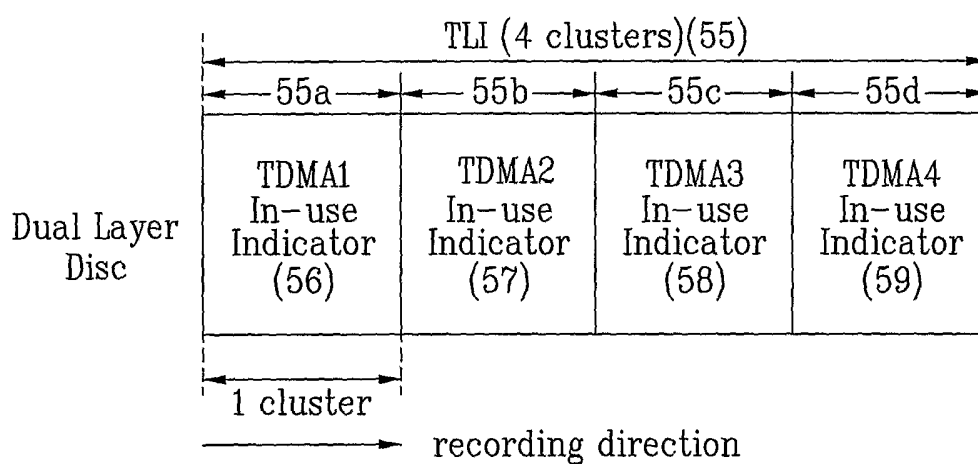 TLI (4 clusters)(55)
55a 55b 55c 55d
TDMA1 In-use Indicator (56)
TDMA2 In-use Indicator (57)
TDMA3 In-use Indicator (58)
TDMA4 In-use Indicator (59)
Dual Layer Disc
1 cluster
recording direction